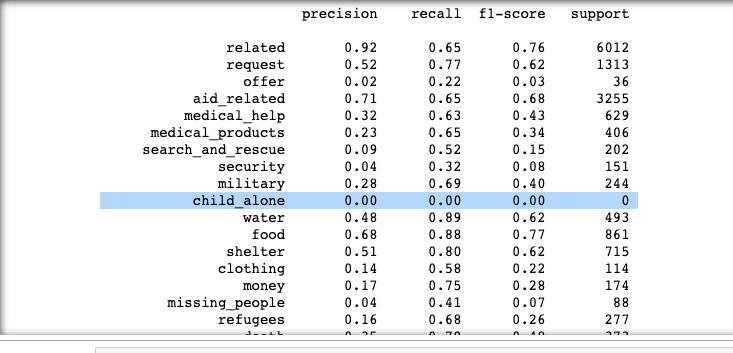 precision recall f1-score support
related 0.92 0.65 0.76 6012
request 0.52 0.77 0.62 1313
offer 0.02 0.22 0.03 36
aid_related 0.71 0.65 0.68 3255
medical_help 0.32 0.63 0.43 629
medical_products 0.23 0.65 0.34 406
search_and_rescue 0.09 0.52 0.15 202
security 0.04 0.32 0.08 151
military 0.28 0.69 0.40 244
child_alone 0.00 0.00 0.00 0
water 0.48 0.89 0.62 493
food 0.68 0.88 0.77 861
shelter 0.51 0.80 0.62 715
clothing 0.14 0.58 0.22 114
money 0.17 0.75 0.28 174
missing_people 0.04 0.41 0.07 88
refugees 0.16 0.68 0.26 277